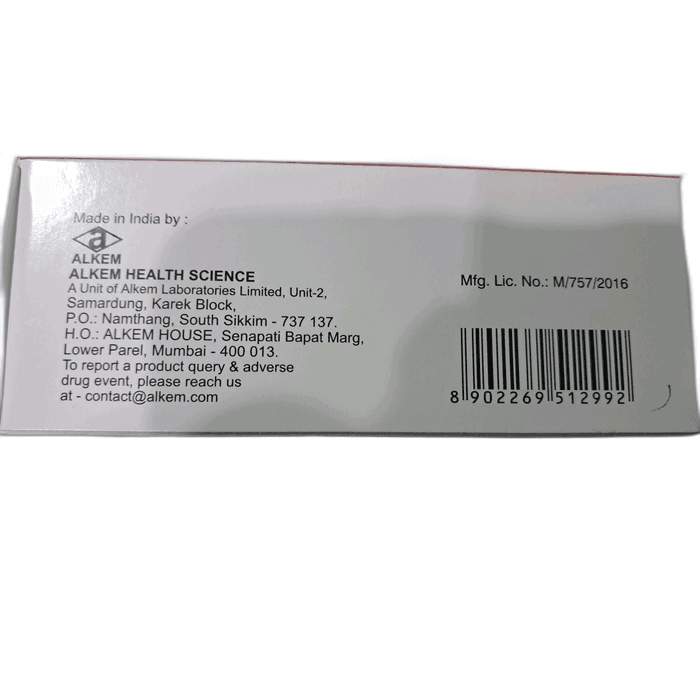 Made in India by :
a
ALKEM
ALKEM HEALTH SCIENCE
A Unit of Alkem Laboratories Limited, Unit-2,
Samardung, Karek Block,
P.O.: Namthang, South Sikkim - 737 137.
H.O.: ALKEM HOUSE, Senapati Bapat Marg,
Lower Parel, Mumbai - 400 013.
To report a product query & adverse
drug event, please reach us
at - contact@alkem.com
Mfg. Lic. No.: M/757/2016
8 902269 512992